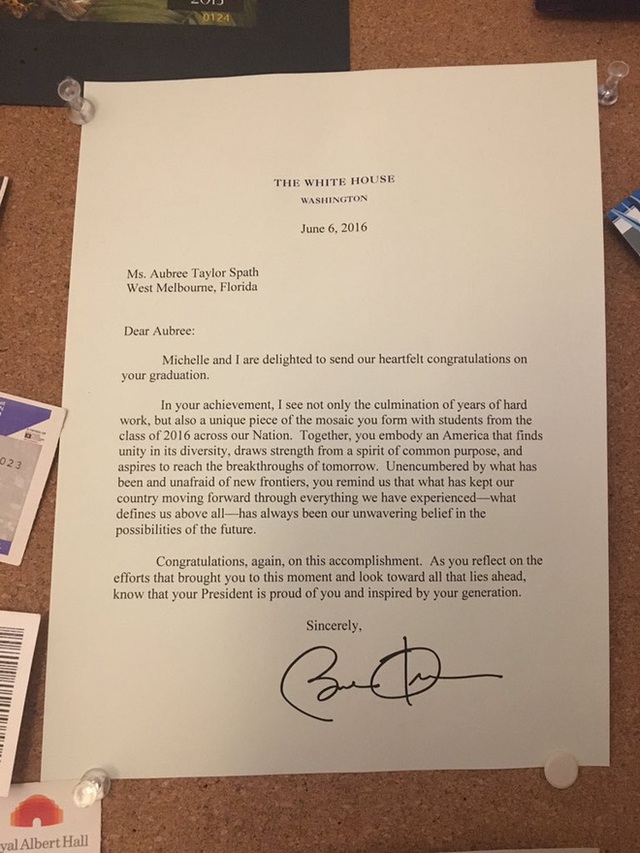 2015
0124
THE WHITE HOUSE
WASHINGTON
June 6, 2016
Ms. Aubree Taylor Spath
West Melbourne, Florida
Dear Aubree:
Michelle and I are delighted to send our heartfelt congratulations on
your graduation.
In your achievement, I see not only the culmination of years of hard
work, but also a unique piece of the mosaic you form with students from the
class of 2016 across our Nation. Together, you embody an America that finds
unity in its diversity, draws strength from a spirit of common purpose, and
aspires to reach the breakthroughs of tomorrow. Unencumbered by what has
been and unafraid of new frontiers, you remind us that what has kept our
country moving forward through everything we have experienced—what
defines us above all—has always been our unwavering belief in the
possibilities of the future.
Congratulations, again, on this accomplishment. As you reflect on the
efforts that brought you to this moment and look toward all that lies ahead,
know that your President is proud of you and inspired by your generation.
Sincerely,
023
yal Albert Hall